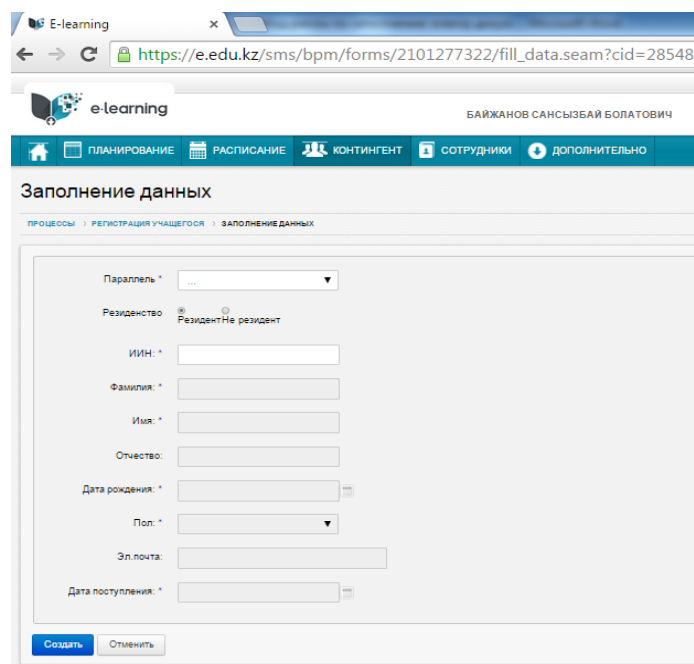 E-learning
https://e.edu.kz/sms/bpm/forms/2101277322/fill_data.seam?cid=28548
e-learning
БАЙЖАНОВ САНСЫЗБАЙ БОЛАТОВИЧ
ПЛАНИРОВАНИЕ РАСПИСАНИЕ КОНТИНГЕНТ СОТРУДНИКИ ДОПОЛНИТЕЛЬНО
Заполнение данных
ПРОЦЕССЫ > РЕГИСТРАЦИЯ УЧАЩЕГОСЯ > ЗАПОЛНЕНИЕ ДАННЫХ
Параллель * ...
Резиденство Резидент Не резидент
ИИН: *
Фамилия: *
Имя: *
Отчество:
Дата рождения: *
Пол: *
Эл.почта:
Дата поступления: *
Создать Отменить